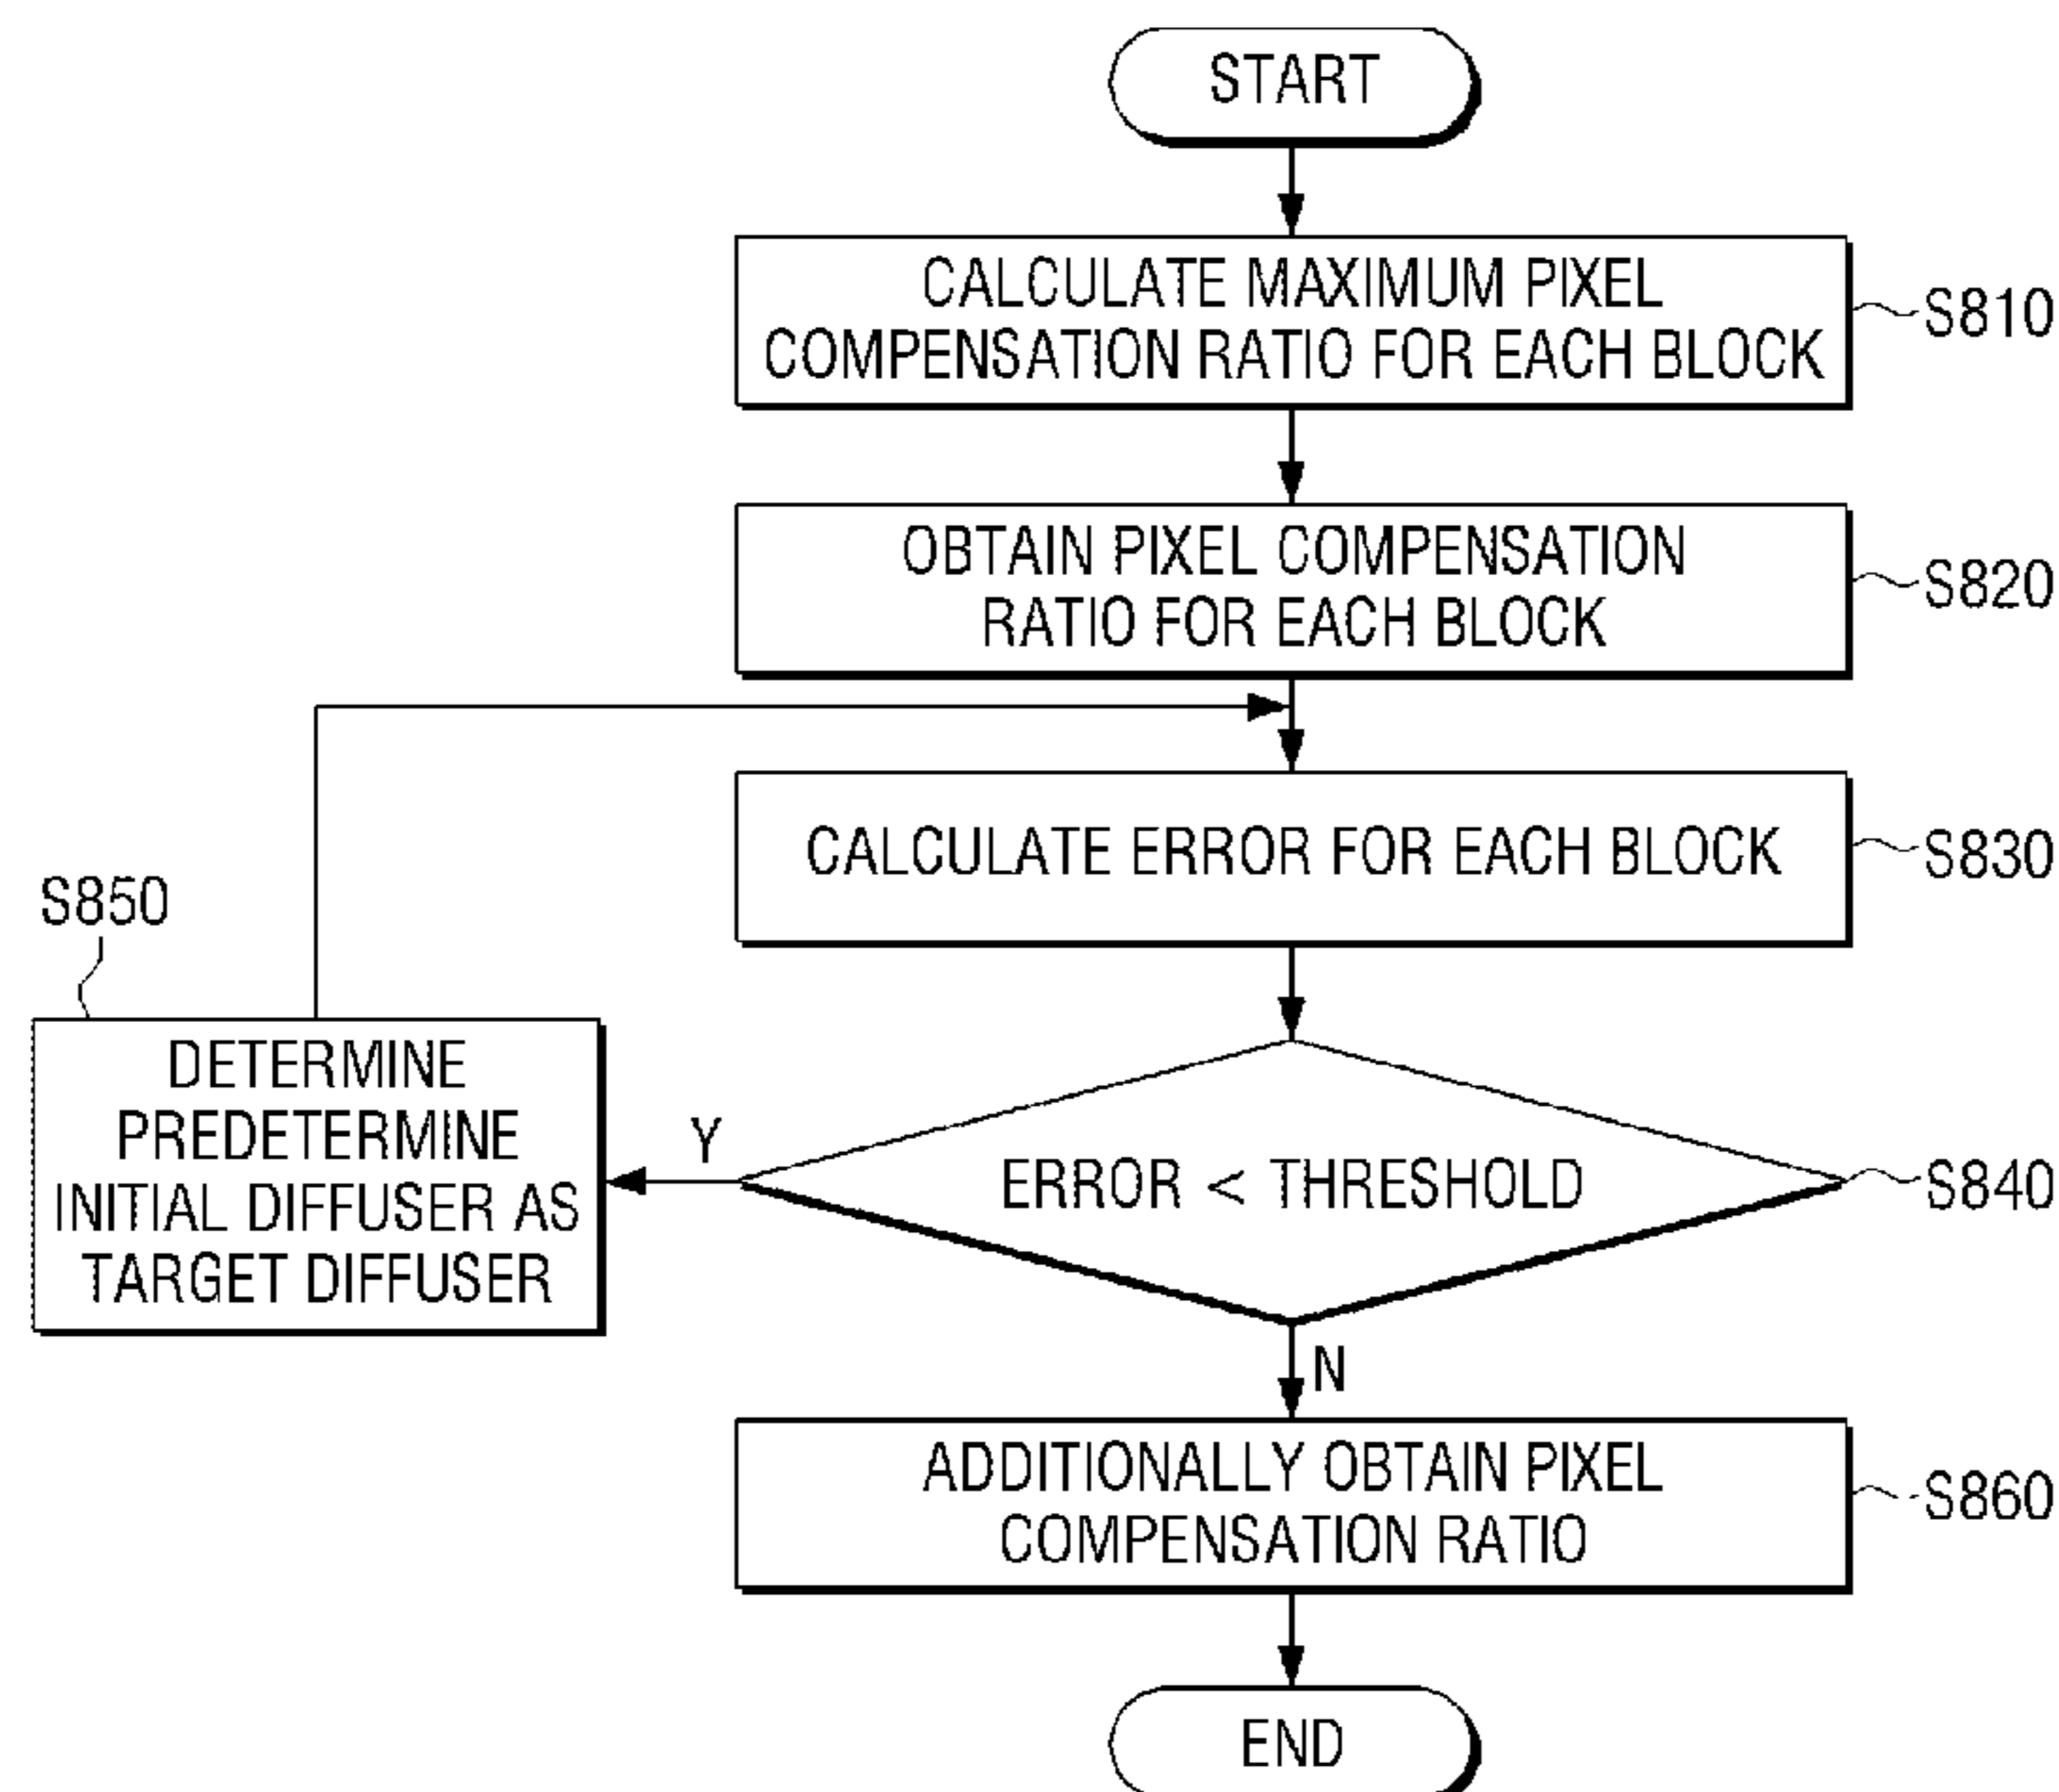 START
CALCULATE MAXIMUM PIXEL
COMPENSATION RATIO FOR EACH BLOCK
S810
OBTAIN PIXEL COMPENSATION
RATIO FOR EACH BLOCK
S820
CALCULATE ERROR FOR EACH BLOCK
S830
S850
DETERMINE
PREDETERMINE
INITIAL DIFFUSER AS
TARGET DIFFUSER
Y
ERROR < THRESHOLD
S840
N
ADDITIONALLY OBTAIN PIXEL
COMPENSATION RATIO
S860
END